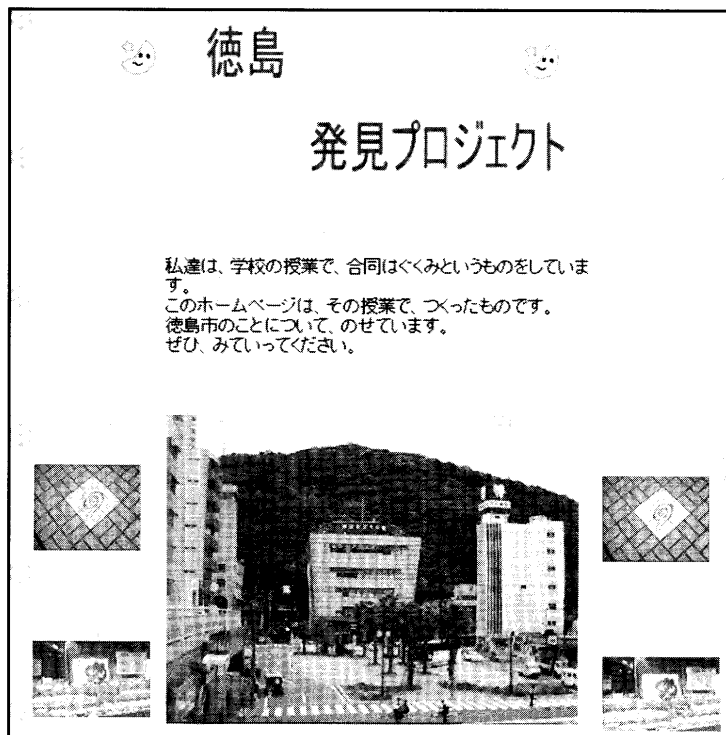 徳島
発見プロジェクト
私達は、学校の授業で、合同はぐくみというものをしていま
す。
このホームページは、その授業で、つくったものです。
徳島市のことについて、のせています。
ぜひ、みていってください。